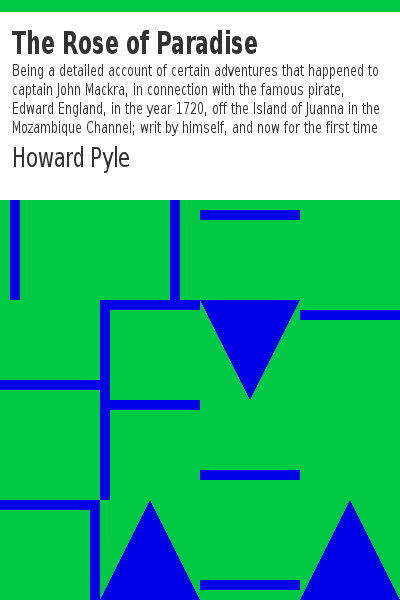 The Rose of Paradise
Being a detailed account of certain adventures that happened to
captain John Mackra, in connection with the famous pirate,
Edward England, in the year 1720, off the Island of Juanna in the
Mozambique Channel; writ by himself, and now for the first time
Howard Pyle